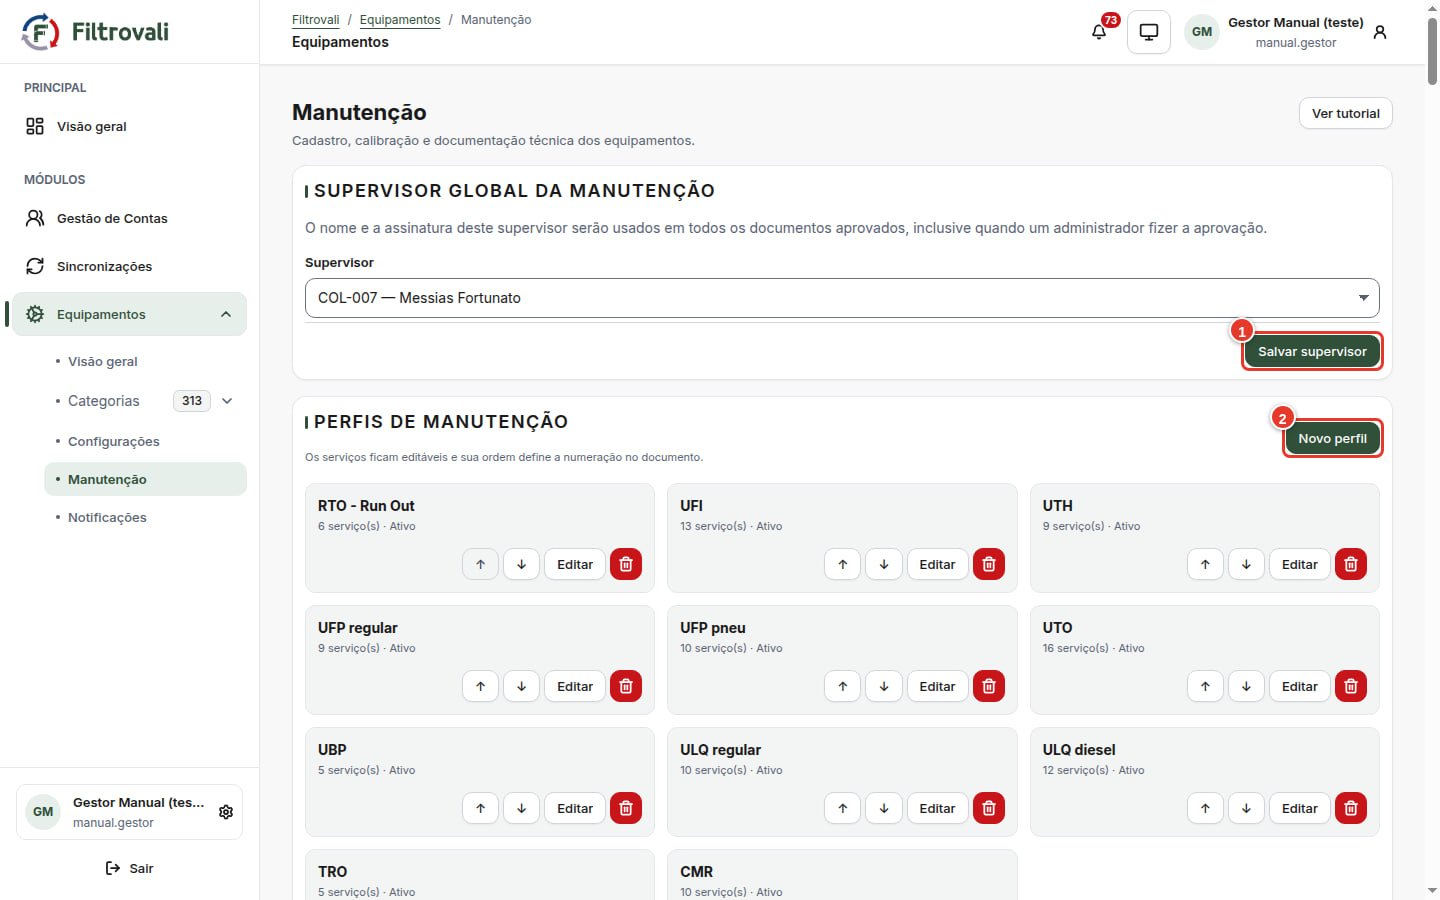 Filtrovali
PRINCIPAL
Visão geral
MÓDULOS
Gestão de Contas
Sincronizações
Equipamentos
Visão geral
Categorias 313
Configurações
Manutenção
Notificações
GM Gestor Manual (tes...
manual.gestor
Sair
Filtrovali / Equipamentos / Manutenção
Equipamentos
73
GM Gestor Manual (teste)
manual.gestor
Manutenção
Ver tutorial
Cadastro, calibração e documentação técnica dos equipamentos.
SUPERVISOR GLOBAL DA MANUTENÇÃO
O nome e a assinatura deste supervisor serão usados em todos os documentos aprovados, inclusive quando um administrador fizer a aprovação.
Supervisor
COL-007 — Messias Fortunato
1
Salvar supervisor
PERFIS DE MANUTENÇÃO
2
Novo perfil
Os serviços ficam editáveis e sua ordem define a numeração no documento.
RTO - Run Out
6 serviço(s) · Ativo
↑ ↓ Editar
UFI
13 serviço(s) · Ativo
↑ ↓ Editar
UTH
9 serviço(s) · Ativo
↑ ↓ Editar
UFP regular
9 serviço(s) · Ativo
↑ ↓ Editar
UFP pneu
10 serviço(s) · Ativo
↑ ↓ Editar
UTO
16 serviço(s) · Ativo
↑ ↓ Editar
UBP
5 serviço(s) · Ativo
↑ ↓ Editar
ULQ regular
10 serviço(s) · Ativo
↑ ↓ Editar
ULQ diesel
12 serviço(s) · Ativo
↑ ↓ Editar
TRO
5 serviço(s) · Ativo
CMR
10 serviço(s) · Ativo